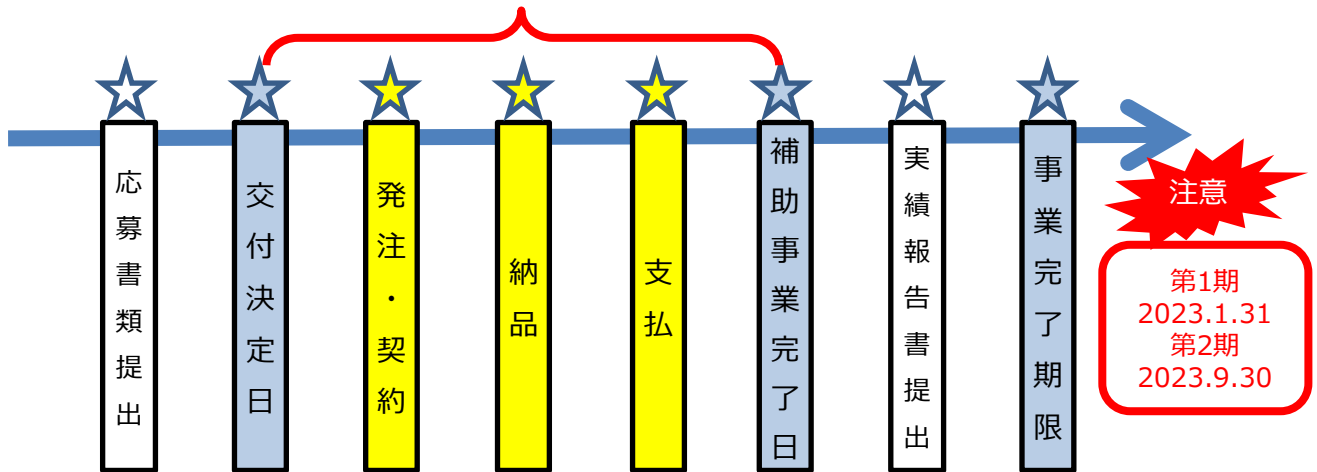 応募書類提出
交付決定日
発注・契約
納品
支払
補助事業完了日
実績報告書提出
事業完了期限
注意
第1期
2023.1.31
第2期
2023.9.30